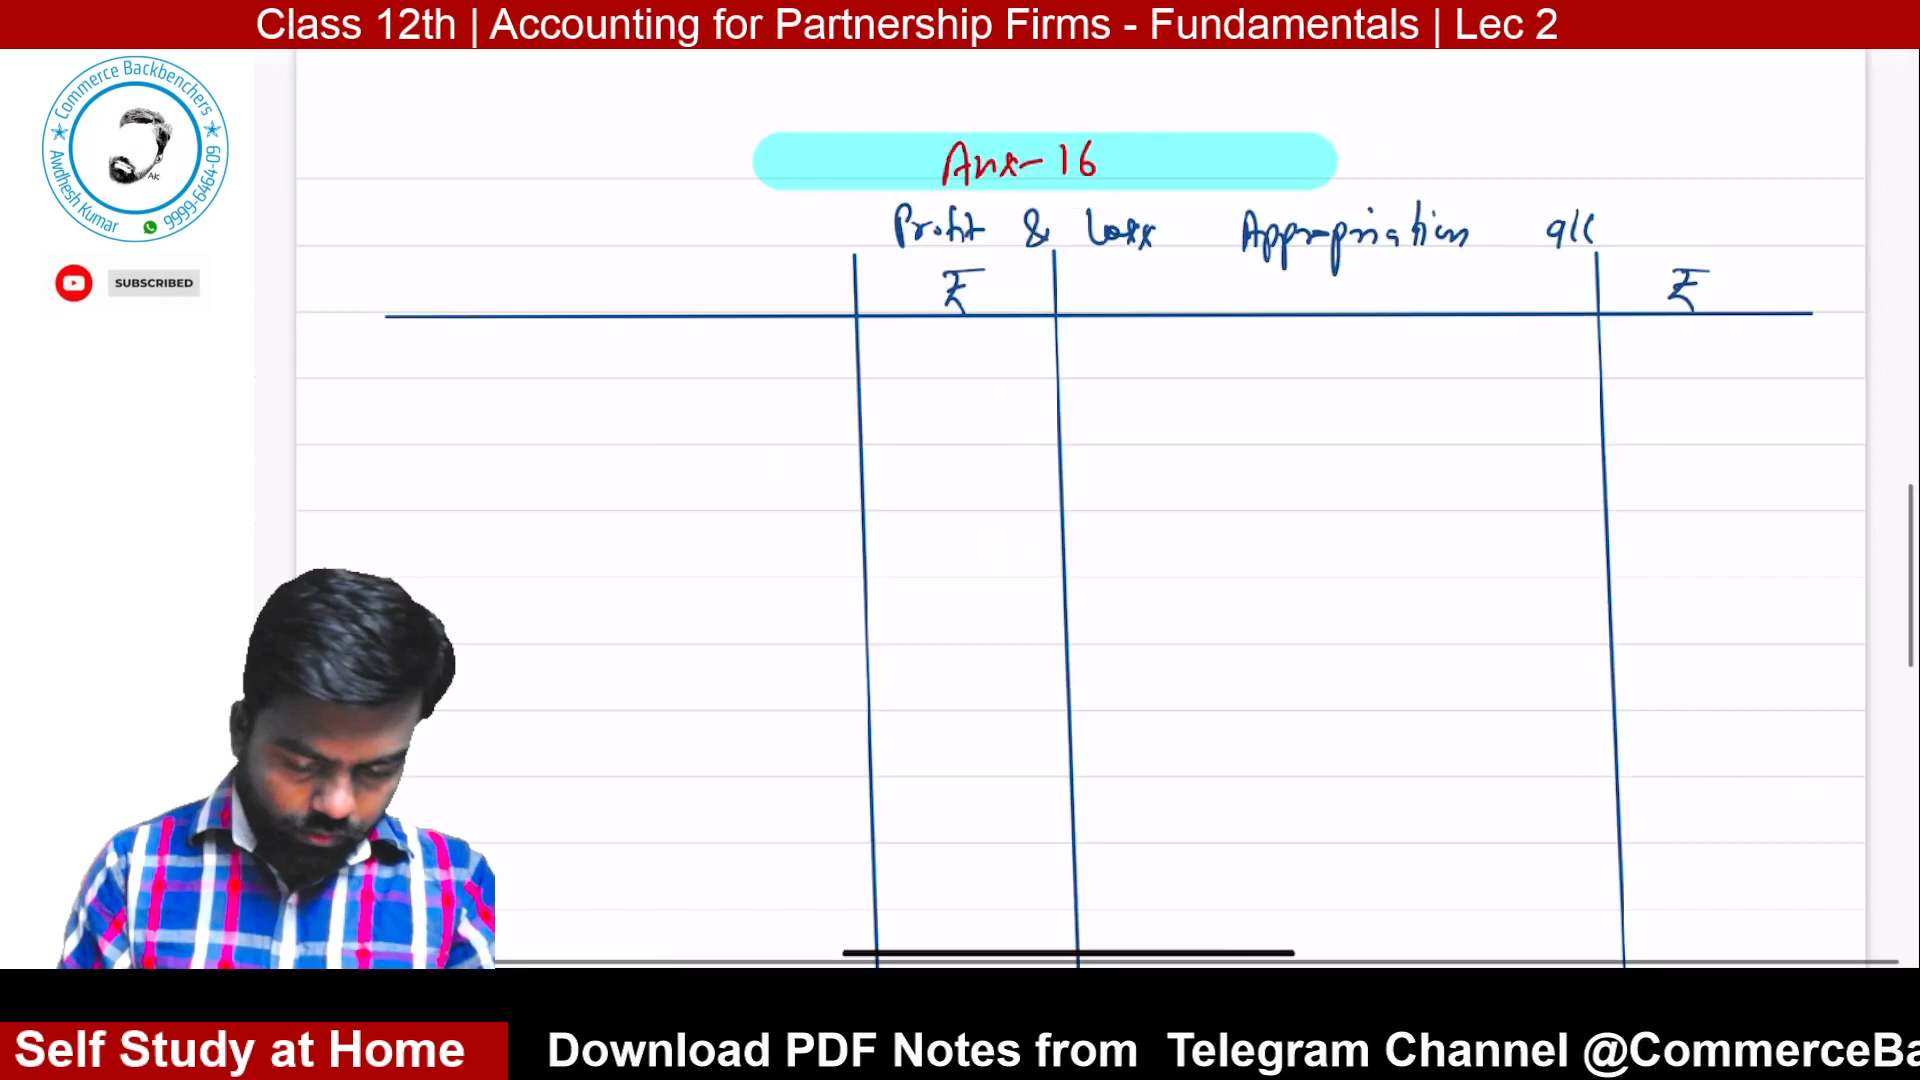 Class 12th | Accounting for Partnership Firms - Fundamentals | Lec 2
Commerce Backbenchers
Awdhesh Kumar
9999-6464-09
AK
SUBSCRIBED
Ans- 16
Profit & Loss Appropriation a/c
₹ ₹
Self Study at Home
Download PDF Notes from Telegram Channel @CommerceBa